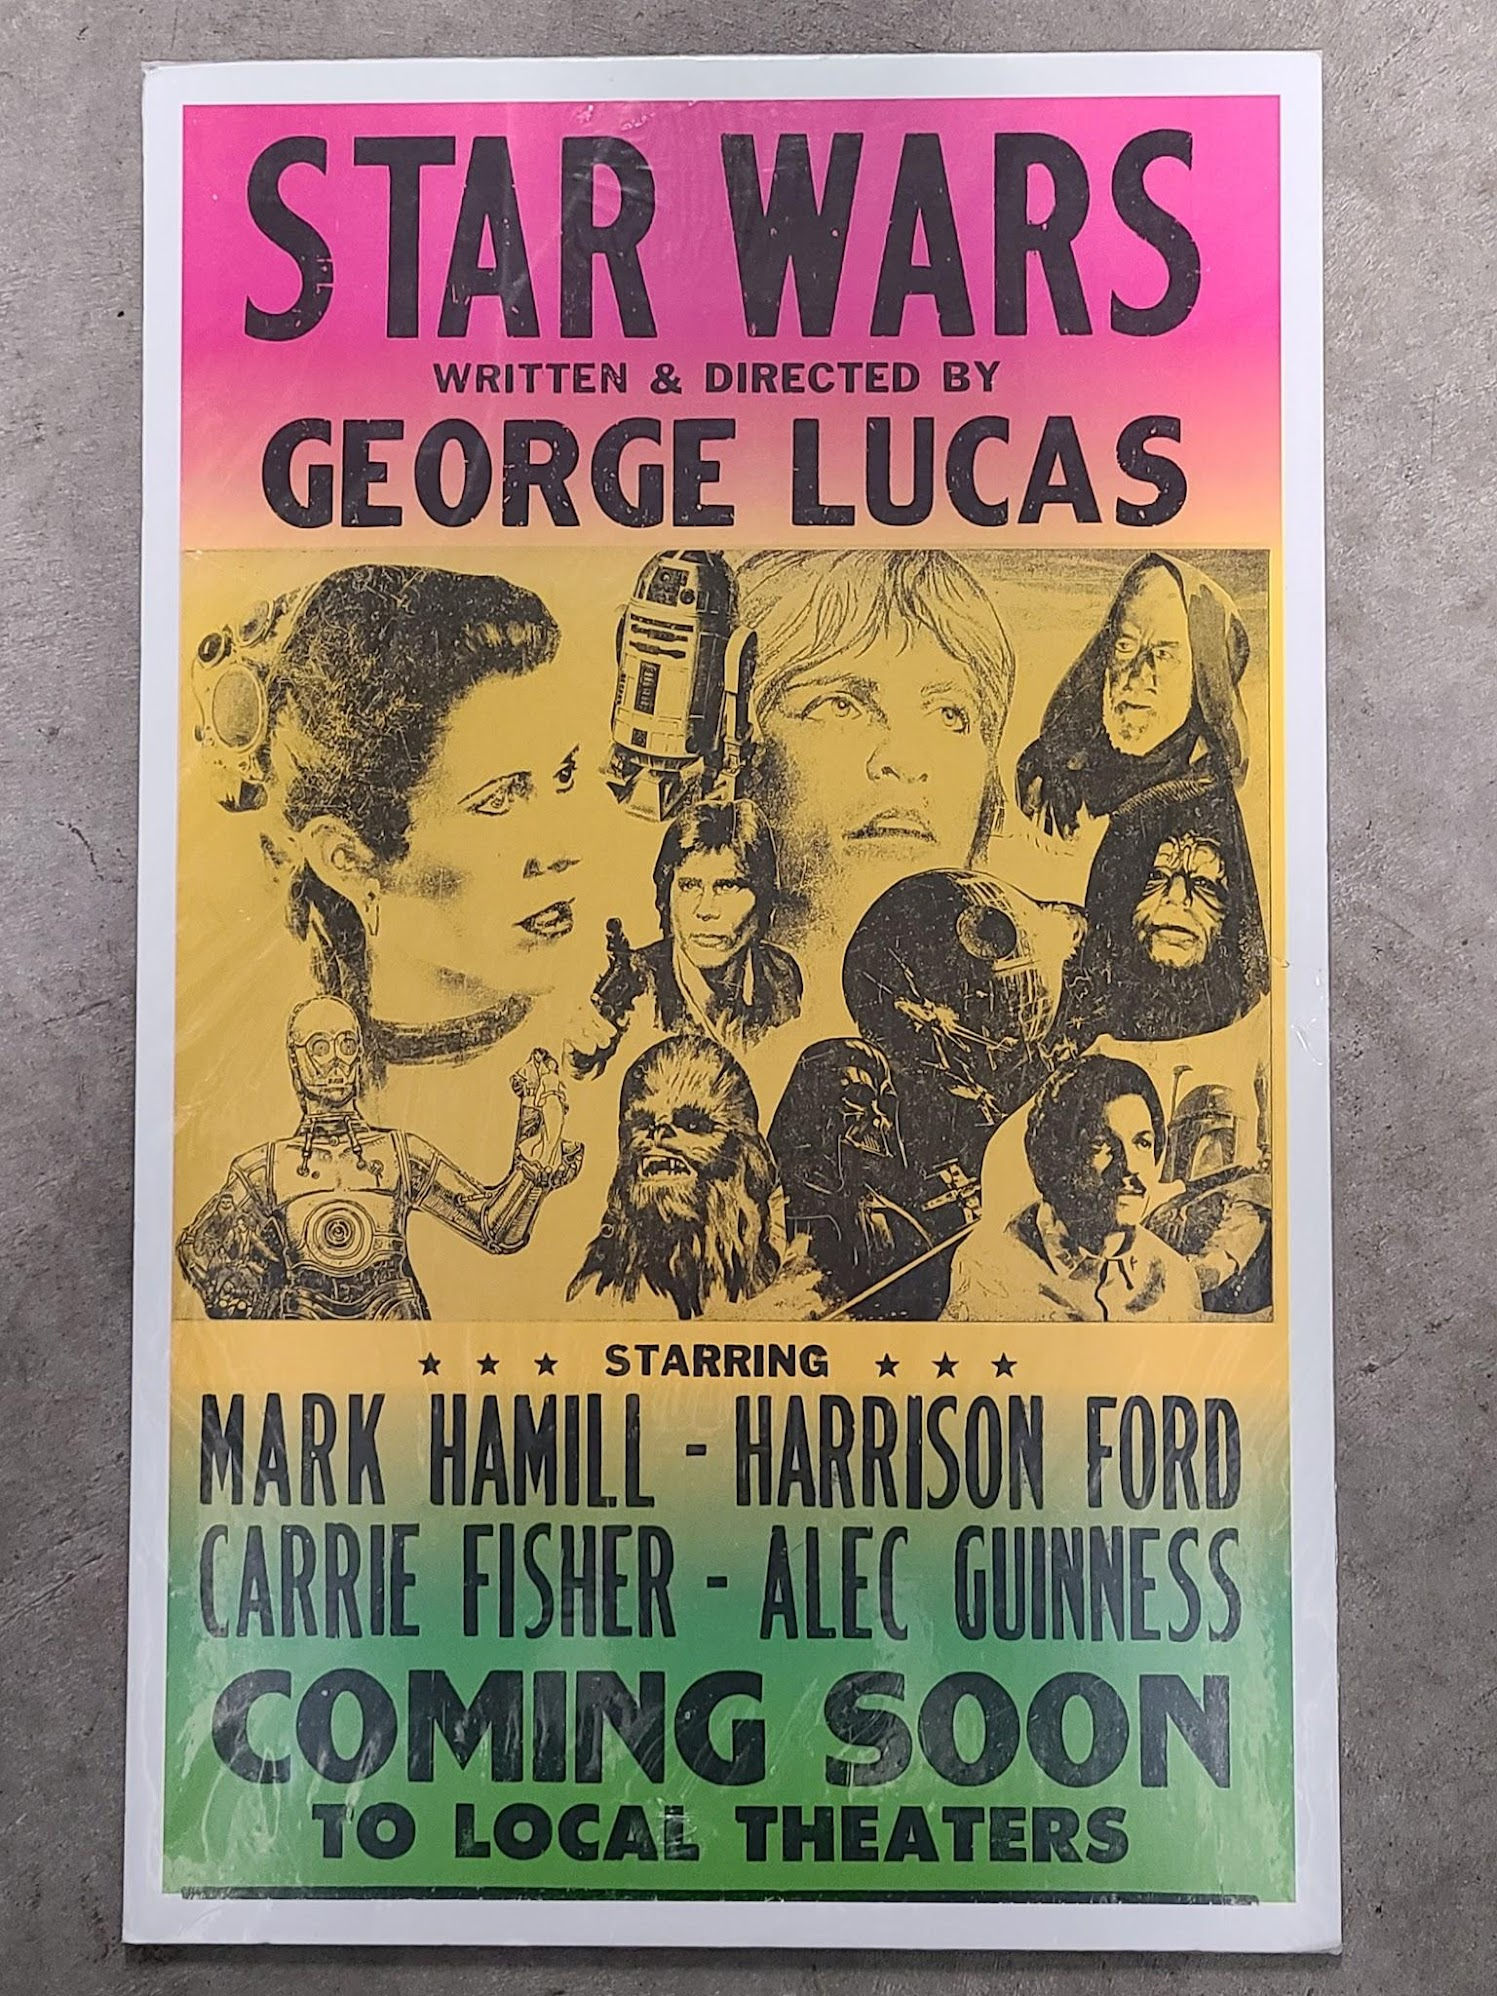 STAR WARS
WRITTEN & DIRECTED BY
GEORGE LUCAS
★ ★ ★ STARRING ★ ★ ★
MARK HAMILL - HARRISON FORD
CARRIE FISHER - ALEC GUINNESS
COMING SOON
TO LOCAL THEATERS